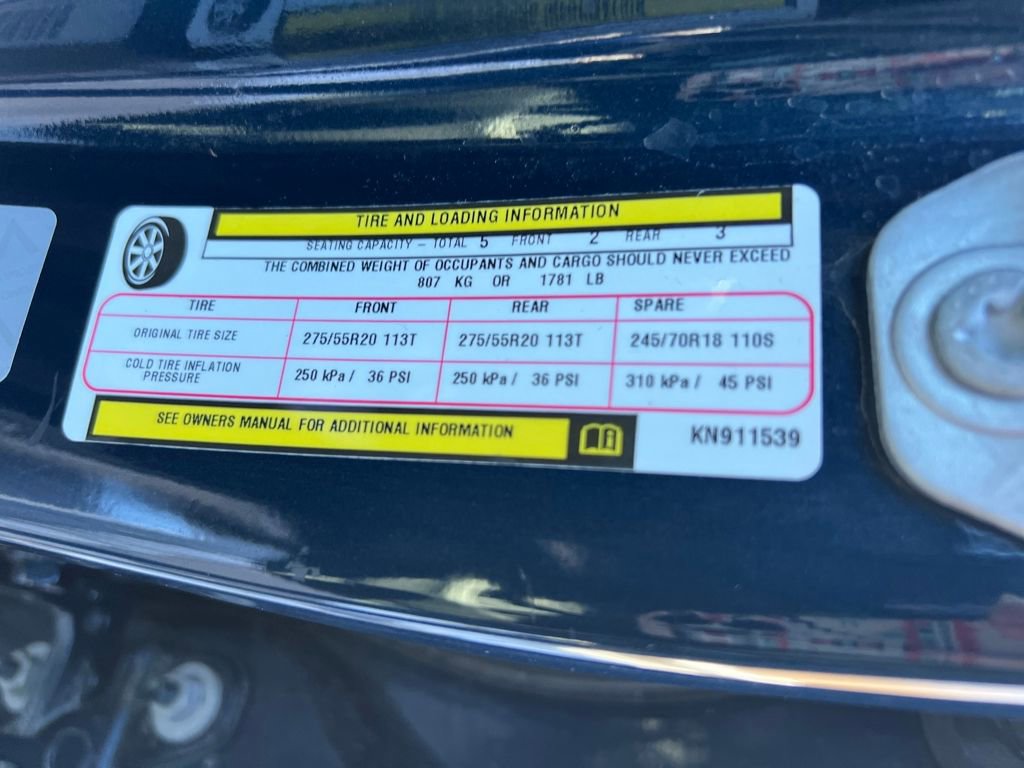 TIRE AND LOADING INFORMATION
SEATING CAPACITY – TOTAL 5 FRONT 2 REAR 3
THE COMBINED WEIGHT OF OCCUPANTS AND CARGO SHOULD NEVER EXCEED
807 KG OR 1781 LB
TIRE FRONT REAR SPARE
ORIGINAL TIRE SIZE 275/55R20 113T 275/55R20 113T 245/70R18 110S
COLD TIRE INFLATION
PRESSURE 250 kPa / 36 PSI 250 kPa / 36 PSI 310 kPa / 45 PSI
SEE OWNERS MANUAL FOR ADDITIONAL INFORMATION
KN911539